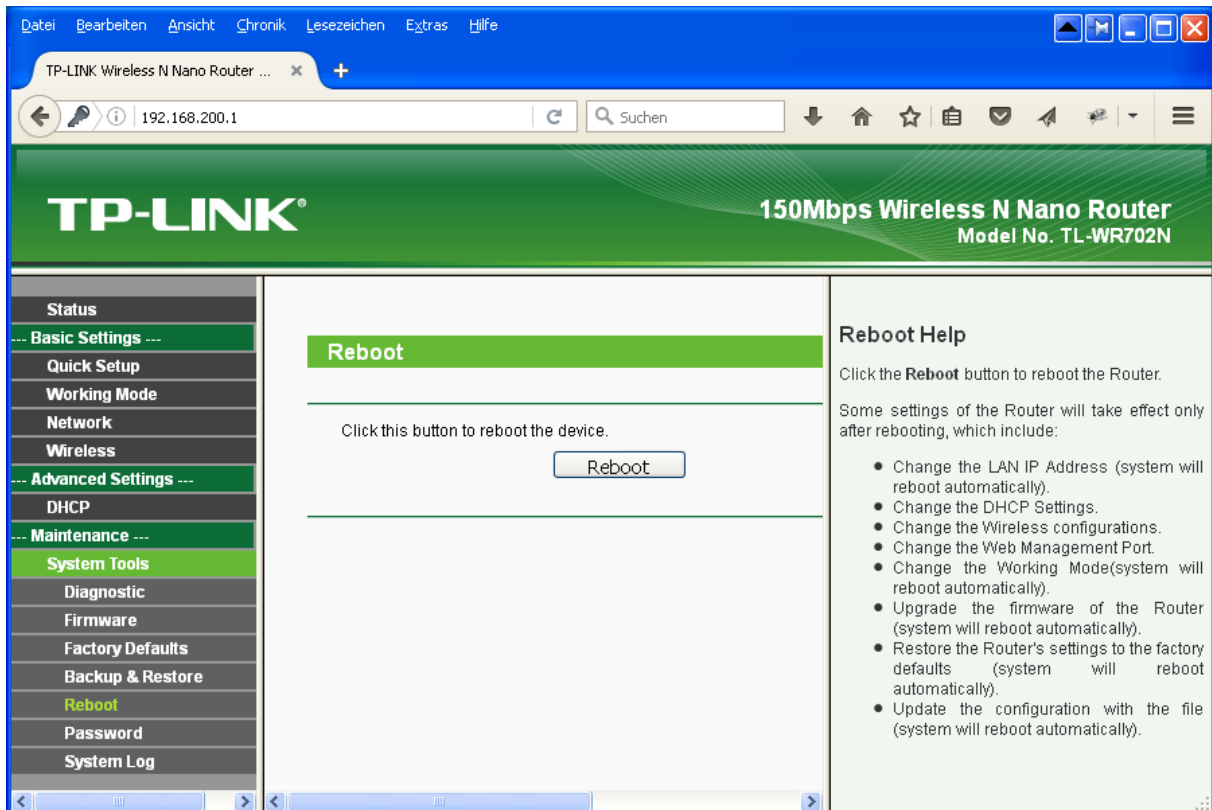 Datei Bearbeiten Ansicht Chronik Lesezeichen Extras Hilfe
TP-LINK Wireless N Nano Router ...
192.168.200.1
Suchen
TP-LINK®
150Mbps Wireless N Nano Router
Model No. TL-WR702N
Status
--- Basic Settings ---
Quick Setup
Working Mode
Network
Wireless
--- Advanced Settings ---
DHCP
--- Maintenance ---
System Tools
Diagnostic
Firmware
Factory Defaults
Backup & Restore
Reboot
Password
System Log
Reboot
Click this button to reboot the device.
Reboot
Reboot Help
Click the Reboot button to reboot the Router.
Some settings of the Router will take effect only
after rebooting, which include:
• Change the LAN IP Address (system will
reboot automatically).
• Change the DHCP Settings.
• Change the Wireless configurations.
• Change the Web Management Port.
• Change the Working Mode(system will
reboot automatically).
• Upgrade the firmware of the Router
(system will reboot automatically).
• Restore the Router's settings to the factory
defaults (system will reboot
automatically).
• Update the configuration with the file
(system will reboot automatically).